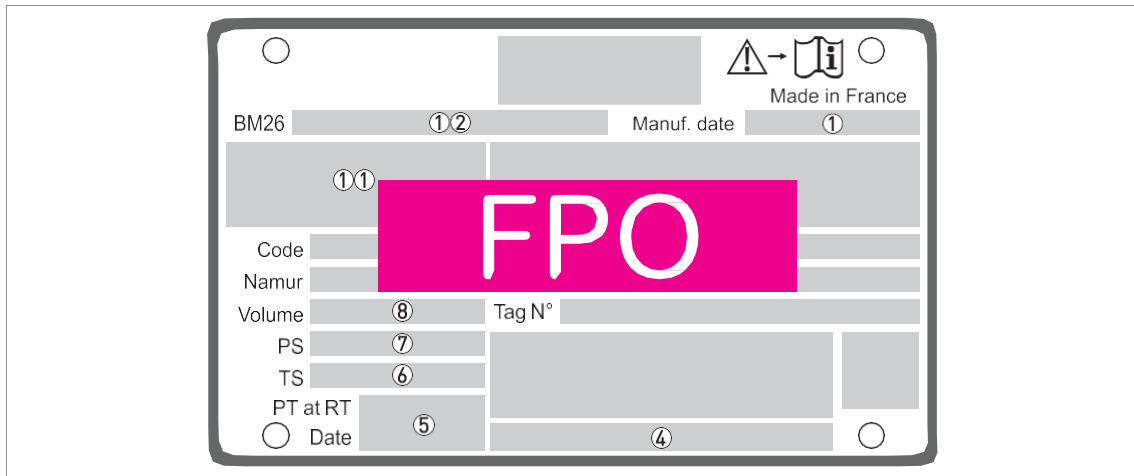 Made in France
BM26 ①② Manuf. date ①
①①
FPO
Code
Namur
Volume ⑧ Tag N°
PS ⑦
TS ⑥
PT at RT
Date ⑤ ④